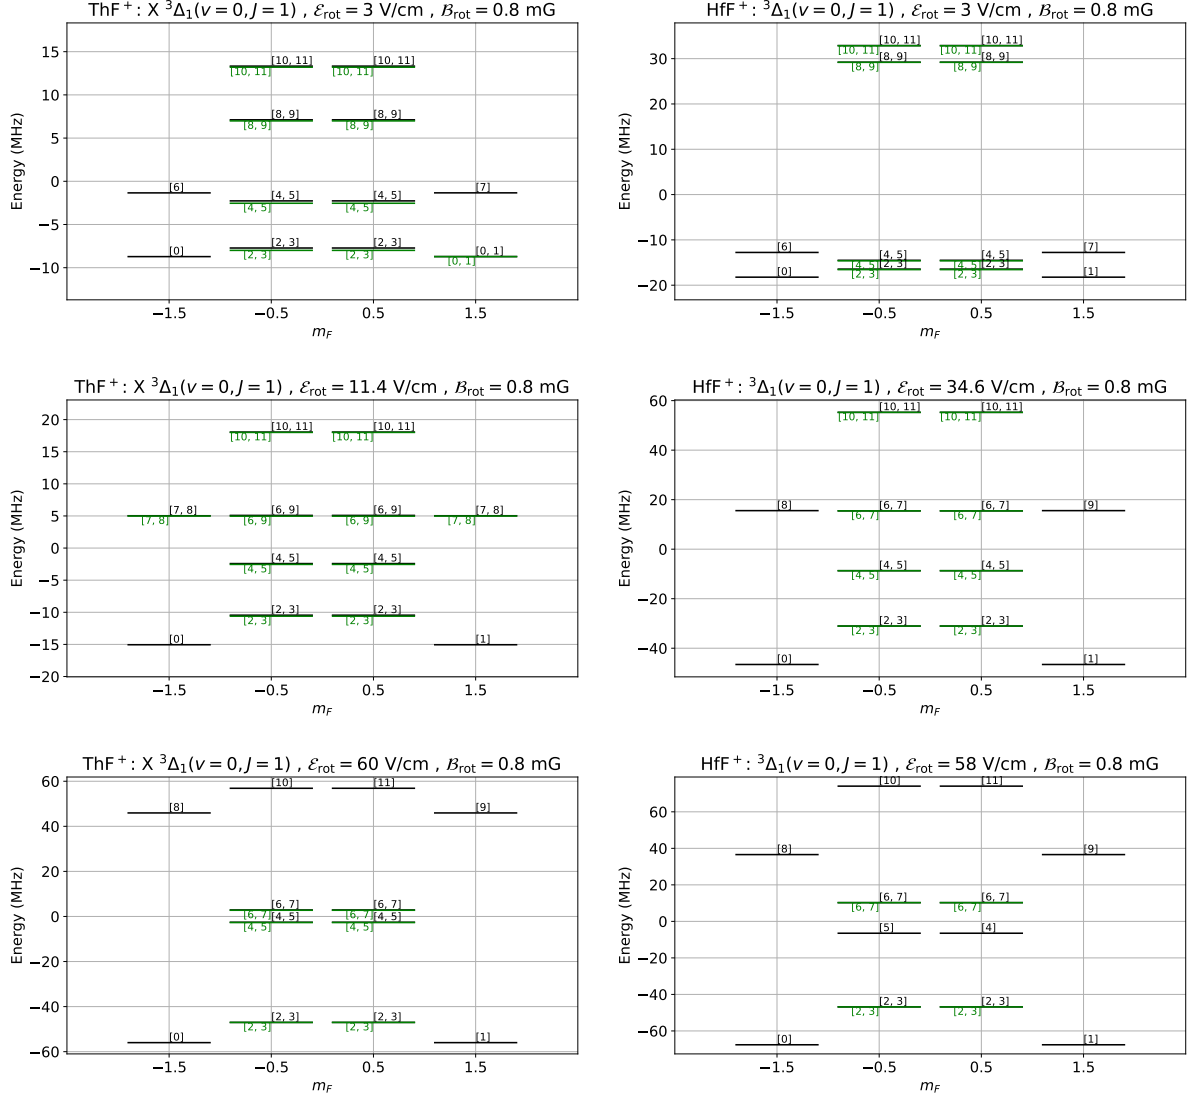 ThF⁺: X ³Δ₁(v = 0, J = 1) , ℰrot = 3 V/cm , ℬrot = 0.8 mG
Energy (MHz)
15
10
5
0
−5
−10
[10, 11] [10, 11]
[10, 11] [10, 11]
[8, 9] [8, 9]
[8, 9] [8, 9]
[6] [7]
[4, 5] [4, 5]
[4, 5] [4, 5]
[2, 3] [2, 3]
[0] [0, 1]
[2, 3] [2, 3]
[0, 1]
−1.5 −0.5 0.5 1.5
mF
HfF⁺: ³Δ₁(v = 0, J = 1) , ℰrot = 3 V/cm , ℬrot = 0.8 mG
Energy (MHz)
30
20
10
0
−10
−20
[10, 11] [10, 11]
[10, 11] [10, 11]
[8, 9] [8, 9]
[8, 9] [8, 9]
[6] [7]
[4, 5] [4, 5]
[4, 5] [2, 3] [4, 5] [2, 3]
[0] [1]
[2, 3] [2, 3]
−1.5 −0.5 0.5 1.5
mF
ThF⁺: X ³Δ₁(v = 0, J = 1) , ℰrot = 11.4 V/cm , ℬrot = 0.8 mG
Energy (MHz)
20
15
10
5
0
−5
−10
−15
−20
[10, 11] [10, 11]
[10, 11] [10, 11]
[7, 8] [6, 9] [6, 9] [7, 8]
[7, 8] [6, 9] [6, 9] [7, 8]
[4, 5] [4, 5]
[4, 5] [4, 5]
[2, 3] [2, 3]
[2, 3] [2, 3]
[0] [1]
−1.5 −0.5 0.5 1.5
mF
HfF⁺: ³Δ₁(v = 0, J = 1) , ℰrot = 34.6 V/cm , ℬrot = 0.8 mG
Energy (MHz)
60
40
20
0
−20
−40
[10, 11] [10, 11]
[10, 11] [10, 11]
[8] [6, 7] [6, 7] [9]
[6, 7] [6, 7]
[4, 5] [4, 5]
[4, 5] [4, 5]
[2, 3] [2, 3]
[2, 3] [2, 3]
[0] [1]
−1.5 −0.5 0.5 1.5
mF
ThF⁺: X ³Δ₁(v = 0, J = 1) , ℰrot = 60 V/cm , ℬrot = 0.8 mG
Energy (MHz)
60
40
20
0
−20
−40
−60
[10] [11]
[8] [9]
[6, 7] [6, 7]
[6, 7] [4, 5] [6, 7] [4, 5]
[4, 5] [4, 5]
[2, 3] [2, 3]
[2, 3] [2, 3]
[0] [1]
−1.5 −0.5 0.5 1.5
mF
HfF⁺: ³Δ₁(v = 0, J = 1) , ℰrot = 58 V/cm , ℬrot = 0.8 mG
Energy (MHz)
60
40
20
0
−20
−40
−60
[10] [11]
[8] [9]
[6, 7] [6, 7]
[6, 7] [6, 7]
[5] [4]
[2, 3] [2, 3]
[2, 3] [2, 3]
[0] [1]
−1.5 −0.5 0.5 1.5
mF